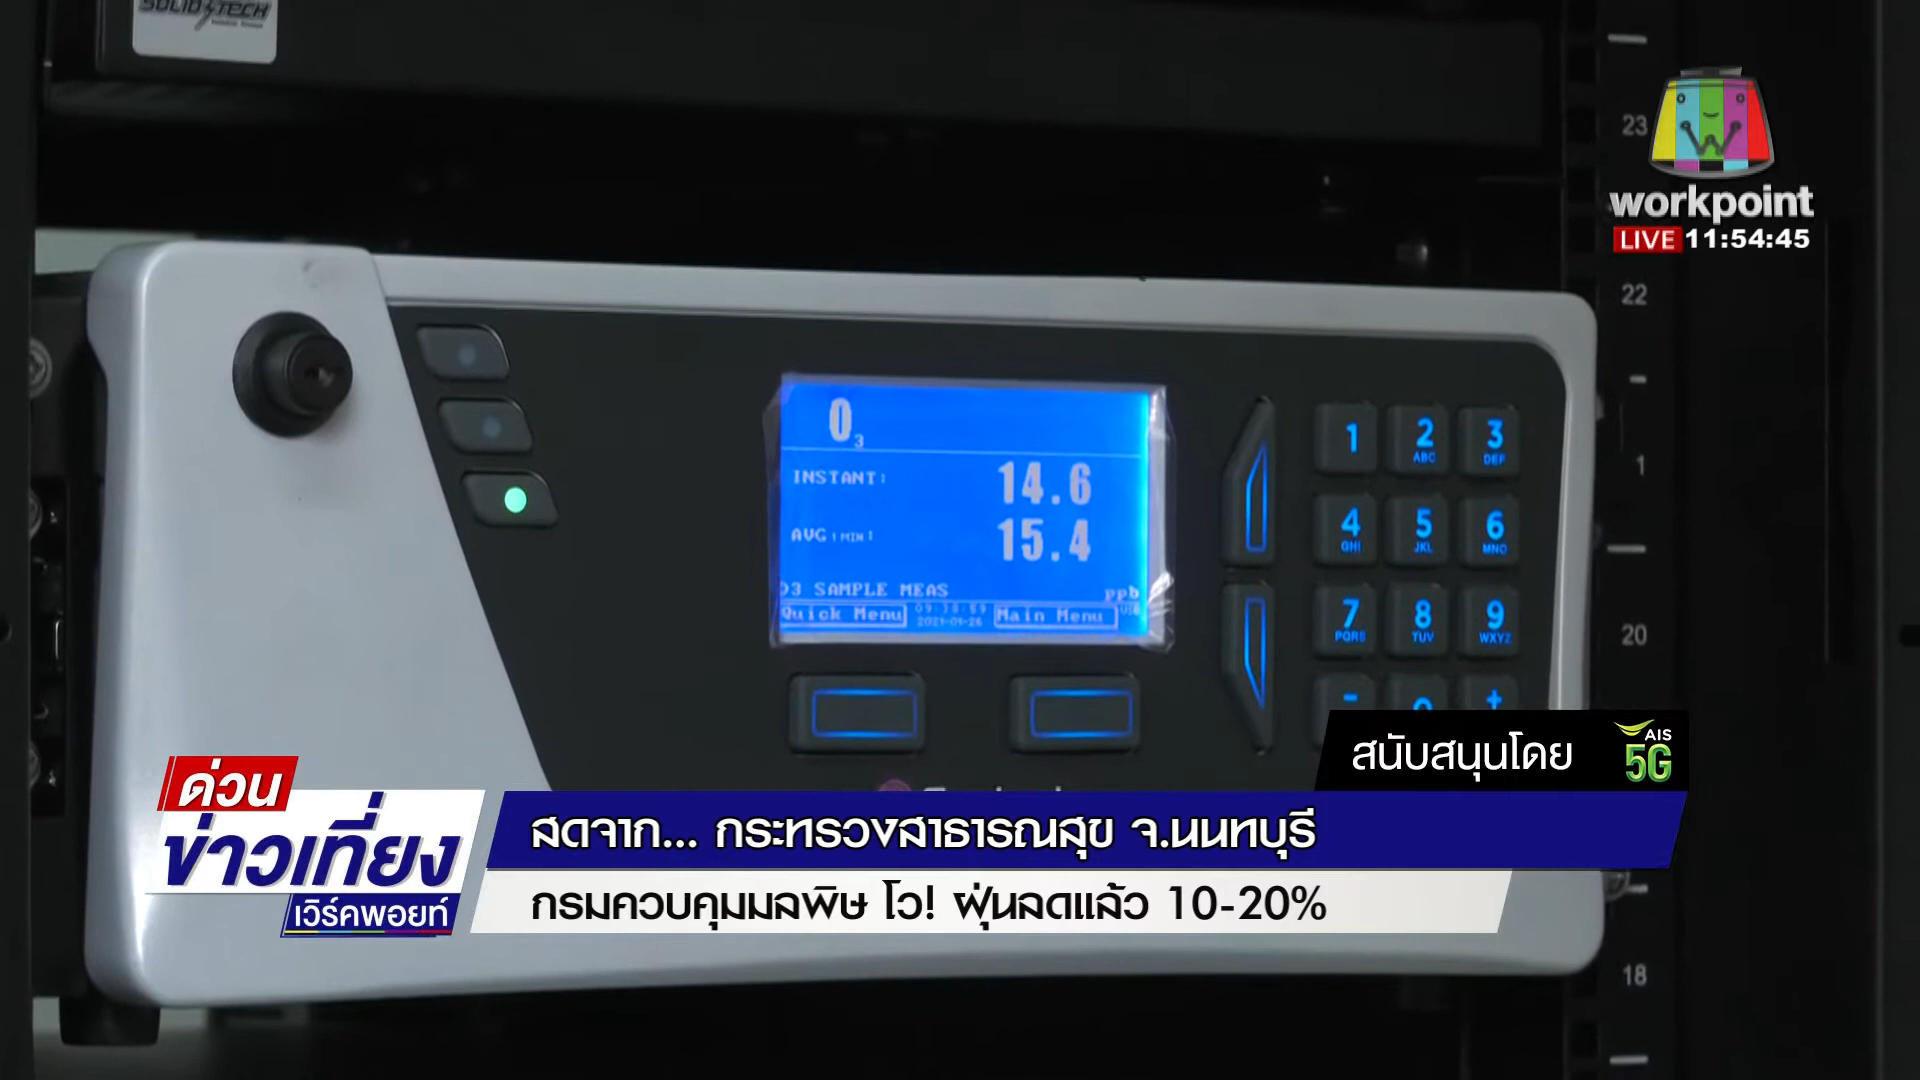 SOLID TECH
23
workpoint
LIVE 11:54:45
22
1
20
18
O3
INSTANT: 14.6
AVG 1 MIN: 15.4
O3 SAMPLE MEAS ppb
Quick Menu
Main Menu
1
2 ABC
3 DEF
4 GHI
5 JKL
6 MNO
7 PQRS
8 TUV
9 WXYZ
-
+
สนับสนุนโดย AIS 5G
ด่วน
ข่าวเที่ยง
เวิร์คพอยท์
สดจาก... กระทรวงสาธารณสุข จ.นนทบุรี
กรมควบคุมมลพิษ โว! ฝุ่นลดแล้ว 10-20%